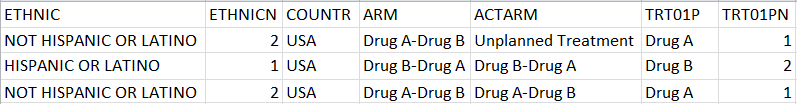 ETHNIC ETHNICN COUNTR ARM ACTARM TRT01P TRT01PN
NOT HISPANIC OR LATINO 2 USA Drug A-Drug B Unplanned Treatment Drug A 1
HISPANIC OR LATINO 1 USA Drug B-Drug A Drug B-Drug A Drug B 2
NOT HISPANIC OR LATINO 2 USA Drug A-Drug B Drug A-Drug B Drug A 1